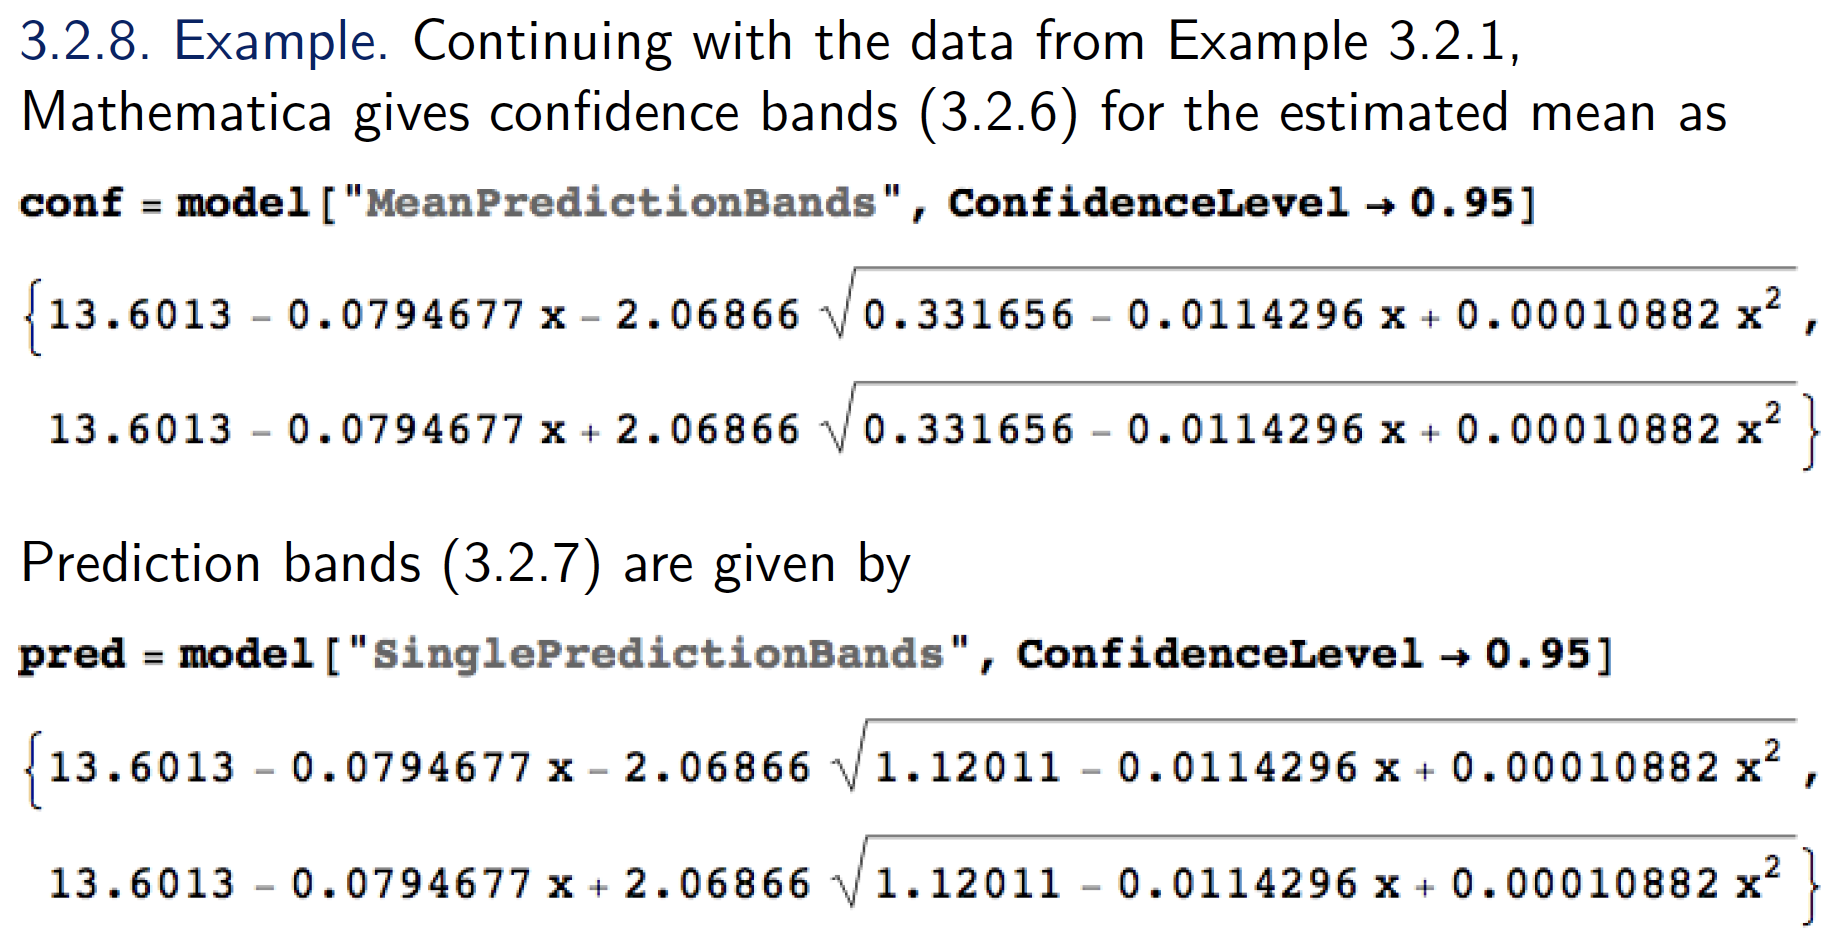 3.2.8. Example. Continuing with the data from Example 3.2.1,
Mathematica gives confidence bands (3.2.6) for the estimated mean as
conf = model["MeanPredictionBands", ConfidenceLevel → 0.95]
{13.6013 − 0.0794677 x − 2.06866 √(0.331656 − 0.0114296 x + 0.00010882 x²),
13.6013 − 0.0794677 x + 2.06866 √(0.331656 − 0.0114296 x + 0.00010882 x²)}
Prediction bands (3.2.7) are given by
pred = model["SinglePredictionBands", ConfidenceLevel → 0.95]
{13.6013 − 0.0794677 x − 2.06866 √(1.12011 − 0.0114296 x + 0.00010882 x²),
13.6013 − 0.0794677 x + 2.06866 √(1.12011 − 0.0114296 x + 0.00010882 x²)}